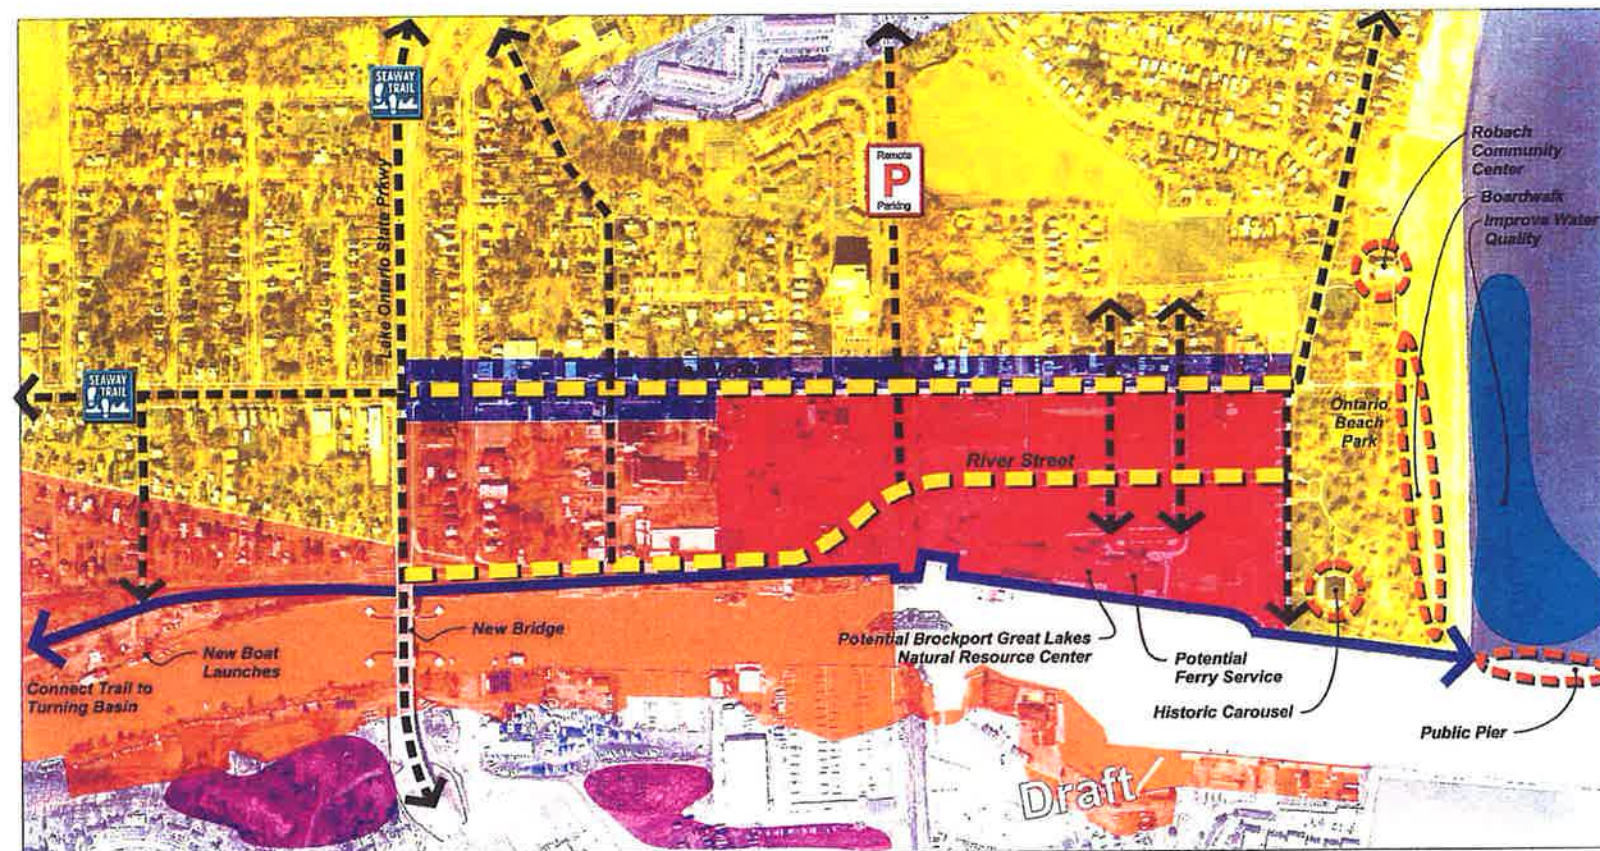 SEAWAY
TRAIL
Lake Ontario State Prkwy
Remote
P
Parking
Robach
Community
Center
Boardwalk
Improve Water
Quality
SEAWAY
TRAIL
Ontario
Beach
Park
River Street
New Bridge
New Boat
Launches
Connect Trail to
Turning Basin
Potential Brockport Great Lakes
Natural Resource Center
Potential
Ferry Service
Historic Carousel
Public Pier
Draft